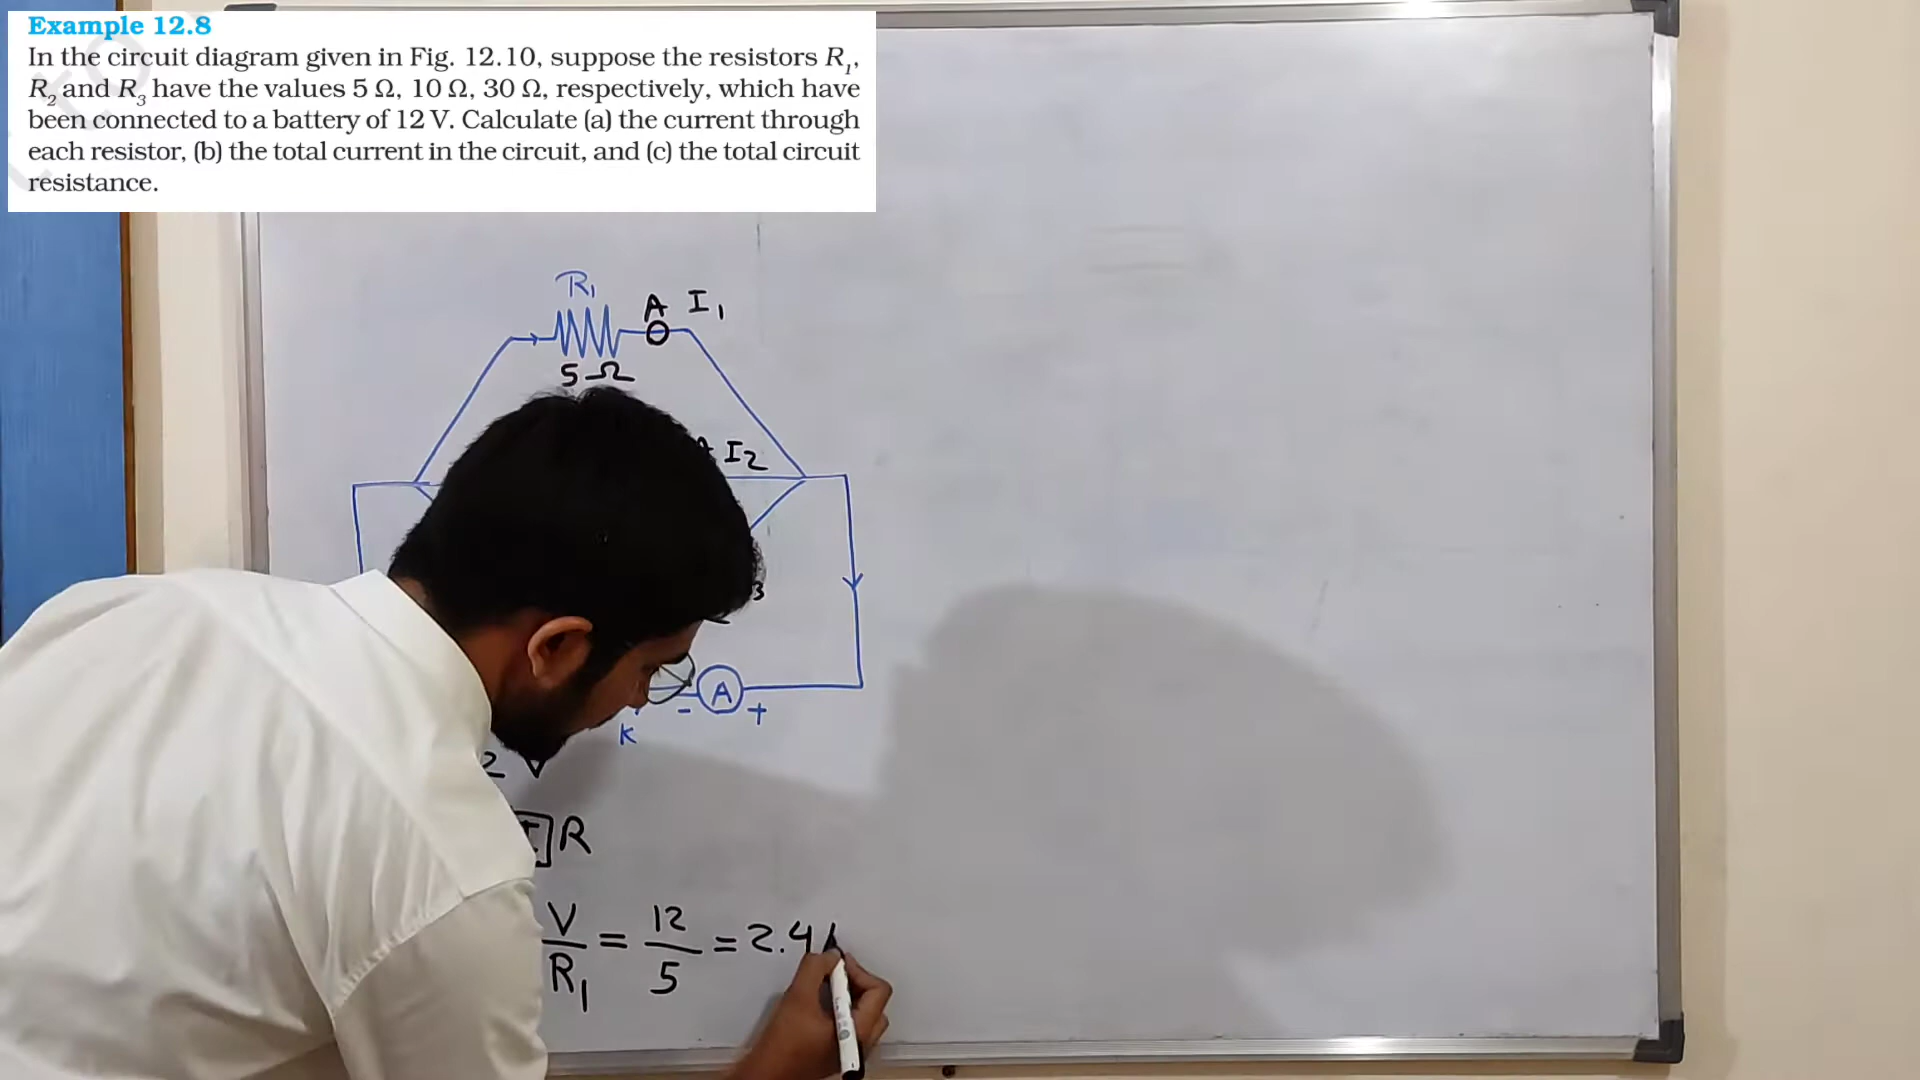 Example 12.8
In the circuit diagram given in Fig. 12.10, suppose the resistors R₁,
R₂ and R₃ have the values 5 Ω, 10 Ω, 30 Ω, respectively, which have
been connected to a battery of 12 V. Calculate (a) the current through
each resistor, (b) the total current in the circuit, and (c) the total circuit
resistance.
R₁
A I₁
5 Ω
I₂
3
A
- +
K
2 V
I R
V/R₁ = 12/5 = 2.4